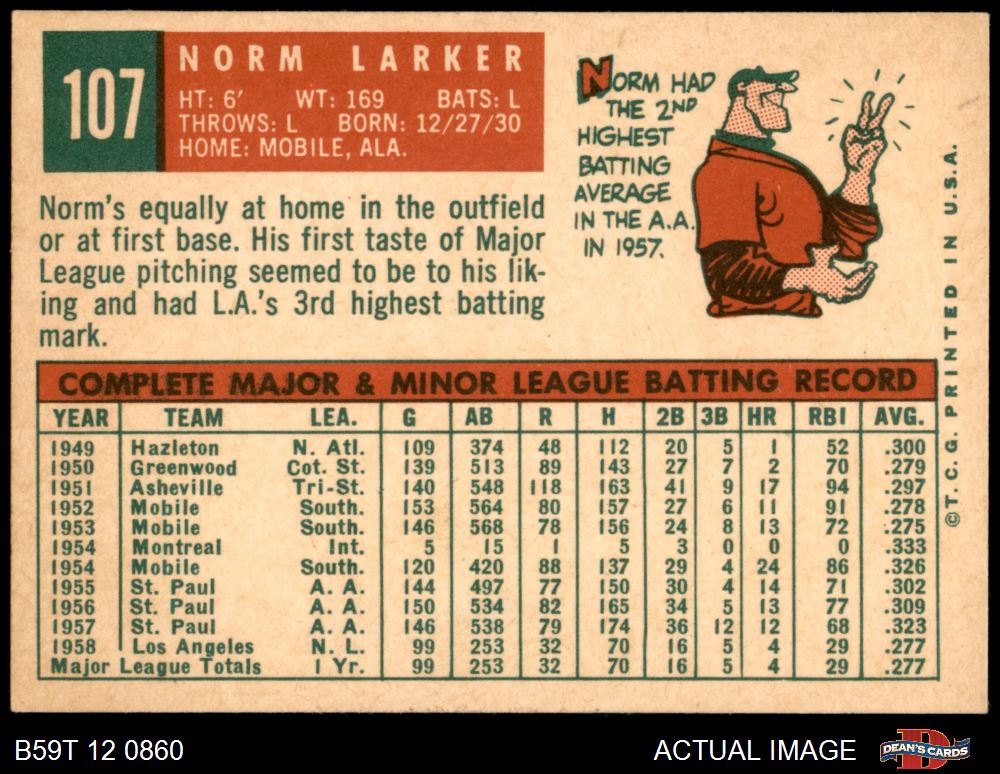 107
NORM LARKER
HT: 6' WT: 169 BATS: L
THROWS: L BORN: 12/27/30
HOME: MOBILE, ALA.
Norm's equally at home in the outfield
or at first base. His first taste of Major
League pitching seemed to be to his lik-
ing and had L.A.'s 3rd highest batting
mark.
NORM HAD
THE 2ND
HIGHEST
BATTING
AVERAGE
IN THE A.A.
IN 1957.
©T.C.G. PRINTED IN U.S.A.
COMPLETE MAJOR & MINOR LEAGUE BATTING RECORD
YEAR TEAM LEA. G AB R H 2B 3B HR RBI AVG.
1949 Hazleton N. Atl. 109 374 48 112 20 5 1 52 .300
1950 Greenwood Cot. St. 139 513 89 143 27 7 2 70 .279
1951 Asheville Tri-St. 140 548 118 163 41 9 17 94 .297
1952 Mobile South. 153 564 80 157 27 6 11 91 .278
1953 Mobile South. 146 568 78 156 24 8 13 72 .275
1954 Montreal Int. 5 15 1 5 3 0 0 0 .333
1954 Mobile South. 120 420 88 137 29 4 24 86 .326
1955 St. Paul A. A. 144 497 77 150 30 4 14 71 .302
1956 St. Paul A. A. 150 534 82 165 34 5 13 77 .309
1957 St. Paul A. A. 146 538 79 174 36 12 12 68 .323
1958 Los Angeles N. L. 99 253 32 70 16 5 4 29 .277
Major League Totals 1 Yr. 99 253 32 70 16 5 4 29 .277
B59T 12 0860
ACTUAL IMAGE
DEAN'S CARDS